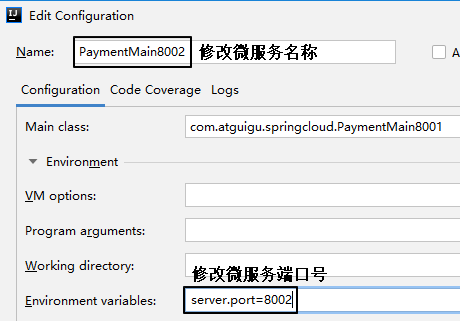 IJ Edit Configuration
Name: PaymentMain8002 修改微服务名称 A
Configuration Code Coverage Logs
Main class: com.atguigu.springcloud.PaymentMain8001
Environment
VM options:
Program arguments:
Working directory:
修改微服务端口号
Environment variables: server.port=8002